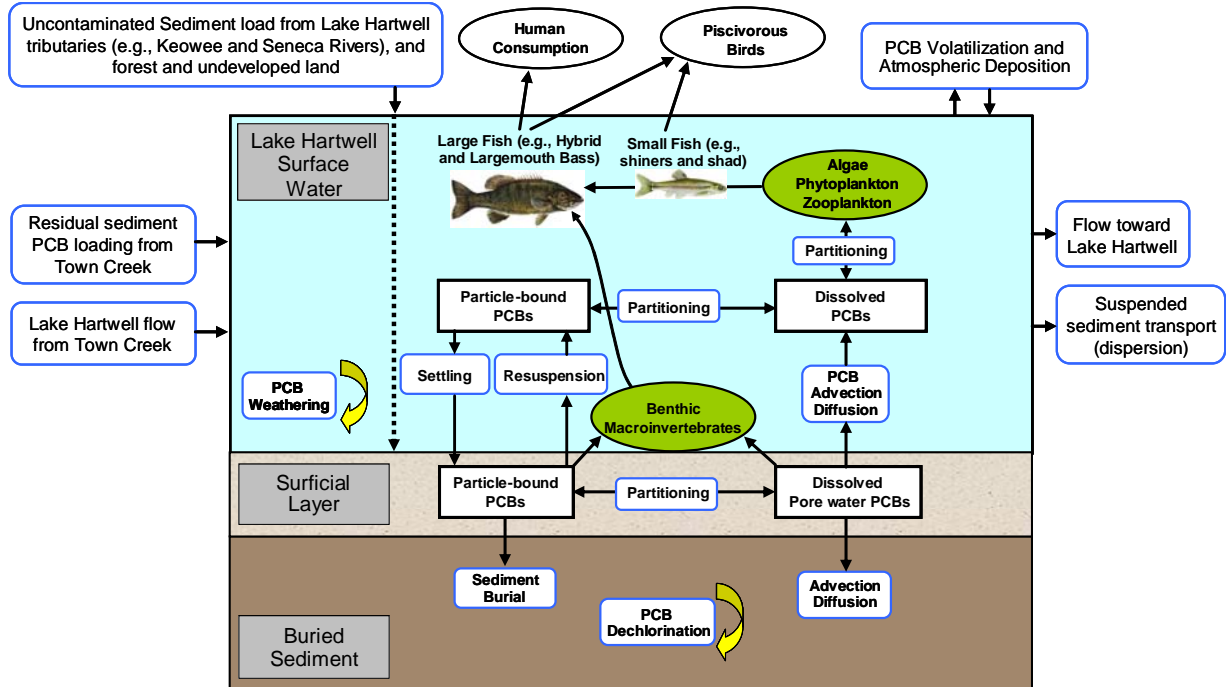 Uncontaminated Sediment load from Lake Hartwell
tributaries (e.g., Keowee and Seneca Rivers), and
forest and undeveloped land
Human
Consumption
Piscivorous
Birds
PCB Volatilization and
Atmospheric Deposition
Lake Hartwell
Surface
Water
Large Fish (e.g., Hybrid
and Largemouth Bass)
Small Fish (e.g.,
shiners and shad)
Algae
Phytoplankton
Zooplankton
Residual sediment
PCB loading from
Town Creek
Flow toward
Lake Hartwell
Partitioning
Particle-bound
PCBs
Partitioning
Dissolved
PCBs
Lake Hartwell flow
from Town Creek
Suspended
sediment transport
(dispersion)
Settling
Resuspension
PCB
Advection
Diffusion
PCB
Weathering
Benthic
Macroinvertebrates
Surficial
Layer
Particle-bound
PCBs
Partitioning
Dissolved
Pore water PCBs
Sediment
Burial
Advection
Diffusion
PCB
Dechlorination
Buried
Sediment